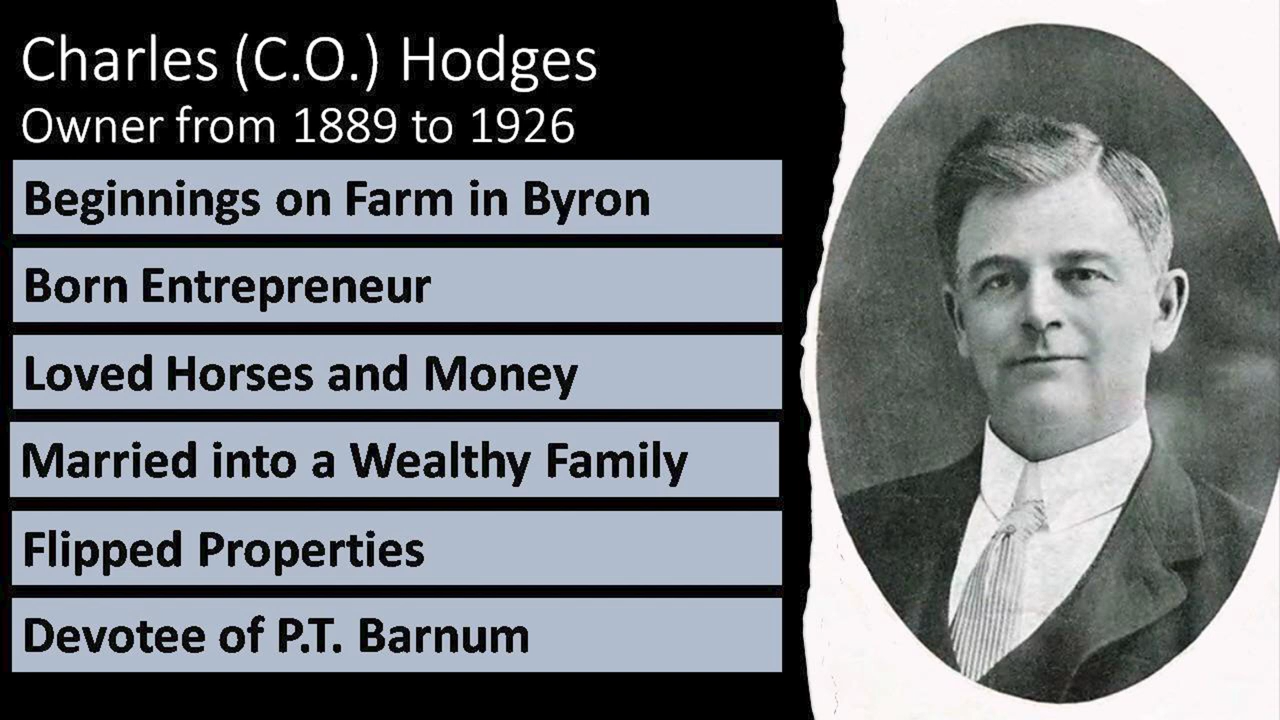 Charles (C.O.) Hodges
Owner from 1889 to 1926
Beginnings on Farm in Byron
Born Entrepreneur
Loved Horses and Money
Married into a Wealthy Family
Flipped Properties
Devotee of P.T. Barnum